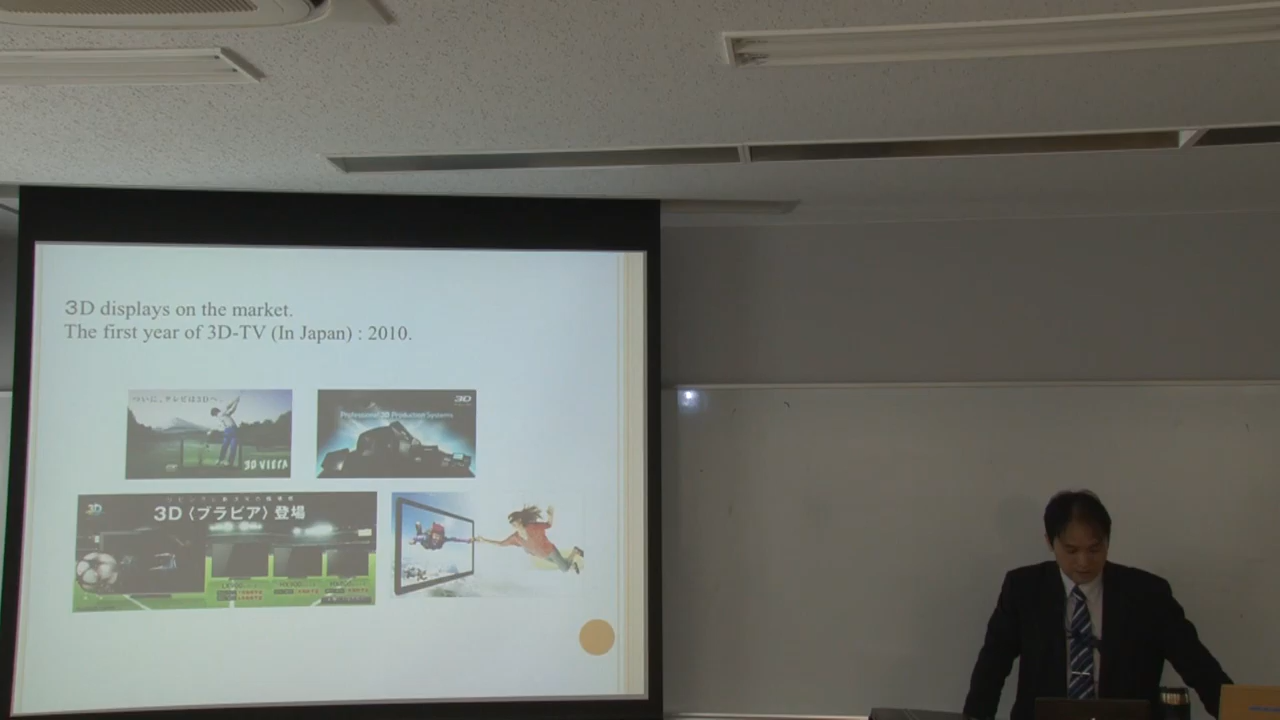 3D displays on the market.
The first year of 3D-TV (In Japan) : 2010.
ついに、テレビは3Dへ。
3D VIERA
3D
Professional 3D Production Systems
3D
3D〈ブラビア〉登場